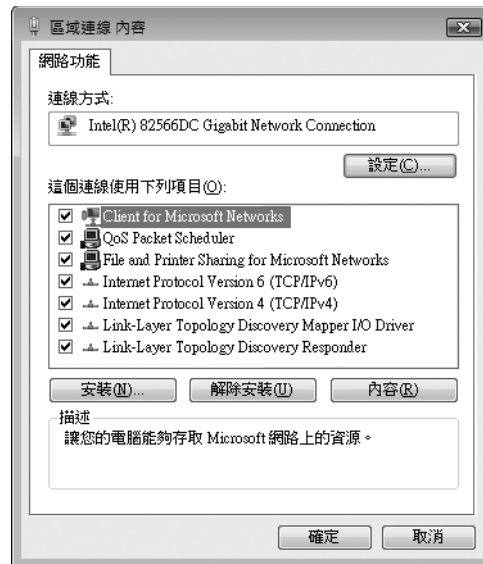 區域連線 內容
網路功能
連線方式:
Intel(R) 82566DC Gigabit Network Connection
設定(C)...
這個連線使用下列項目(O):
Client for Microsoft Networks
QoS Packet Scheduler
File and Printer Sharing for Microsoft Networks
Internet Protocol Version 6 (TCP/IPv6)
Internet Protocol Version 4 (TCP/IPv4)
Link-Layer Topology Discovery Mapper I/O Driver
Link-Layer Topology Discovery Responder
安裝(N)... 解除安裝(U) 內容(R)
描述
讓您的電腦能夠存取 Microsoft 網路上的資源。
確定 取消